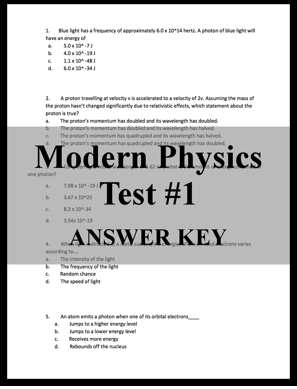 1. Blue light has a frequency of approximately 6.0 x 10^14 hertz. A photon of blue light will
have an energy of
a. 5.0 x 10^ -7 J
b. 4.0 x 10^ -19 J
c. 1.1 x 10^ -48 J
d. 6.0 x 10^ -34 J
2. A proton travelling at velocity v is accelerated to a velocity of 2v. Assuming the mass of
the proton hasn't changed significantly due to relativistic effects, which statement about the
proton is true?
a. The proton's momentum has doubled and its wavelength has doubled.
b. The proton's momentum has doubled and its wavelength has halved.
c. The proton's momentum has quadrupled and its wavelength has halved.
d. The proton's momentum has quadrupled and its wavelength has doubled.
Modern Physics
one photon?
a. 7.08 x 10^ -19 J
Test #1
b. 3.67 x 10^25
c. 8.3 x 10^-34
d. 3.54x 10^-19
ANSWER KEY
according to...
a. The intensity of the light
b. The frequency of the light
c. Random chance
d. The speed of light
5. An atom emits a photon when one of its orbital electrons____
a. Jumps to a higher energy level
b. Jumps to a lower energy level
c. Receives more energy
d. Rebounds off the nucleus